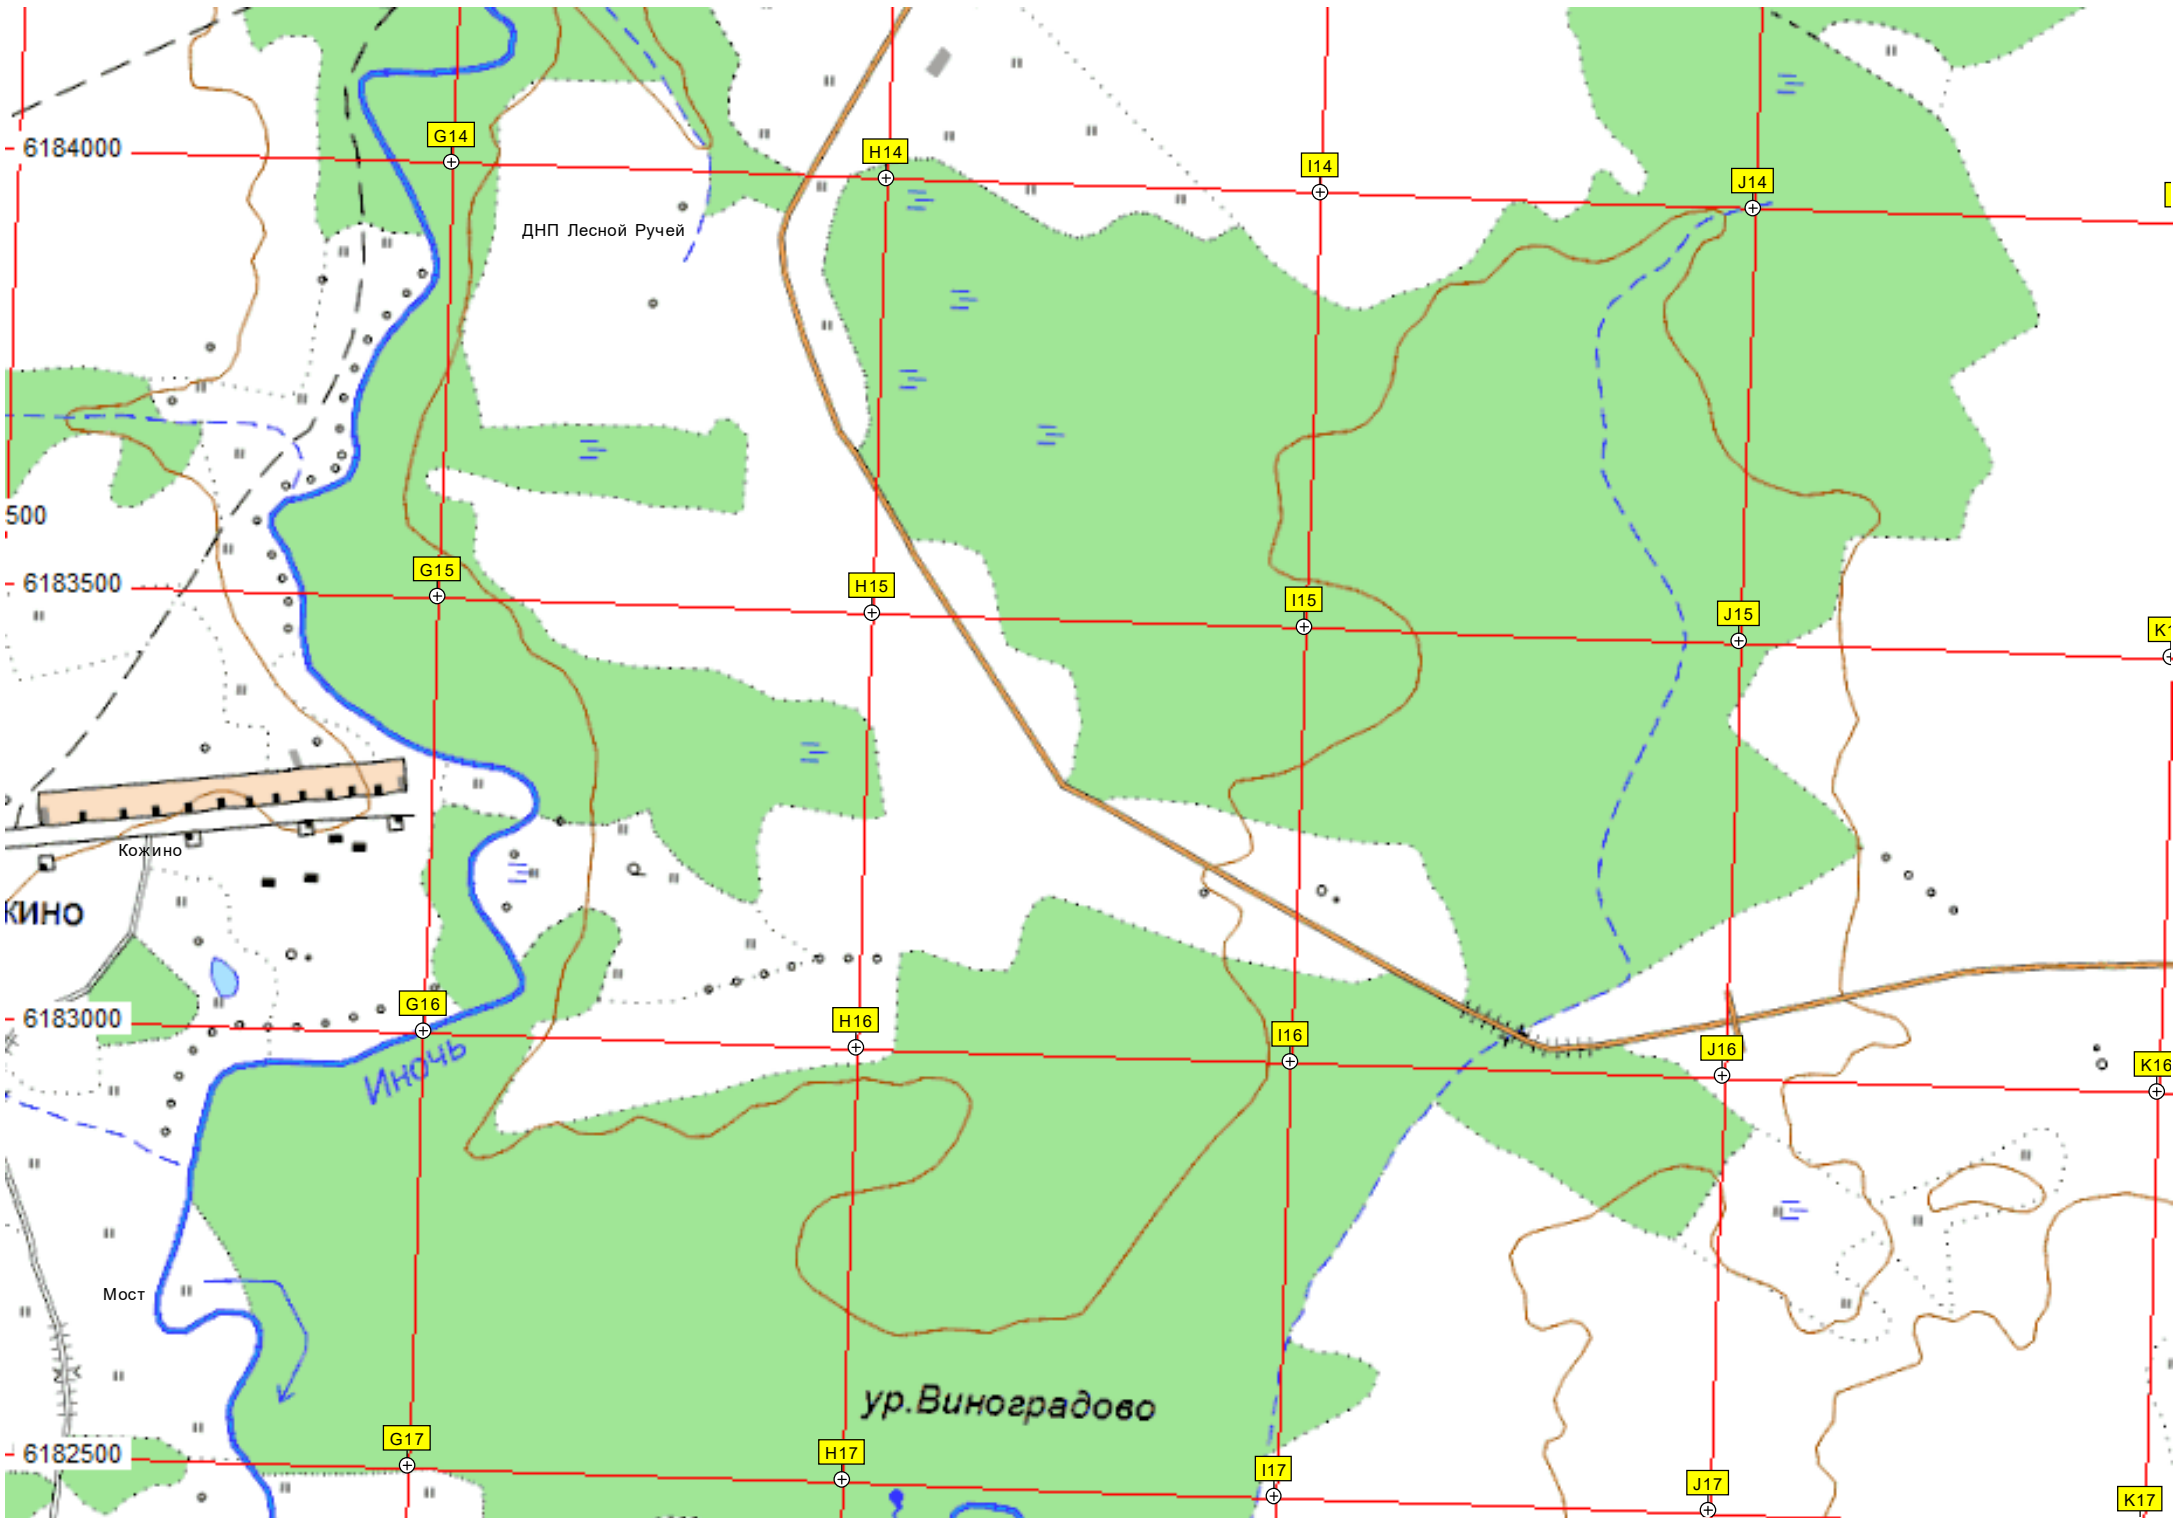 G14
6184000
H14
I14
J14
ДНП Лесной Ручей
500
G15
6183500
H15
I15
J15
Кожино
кино
G16
6183000
H16
I16
J16
K16
Иночь
Мост
ур.Виноградово
G17
6182500
H17
I17
J17
K17